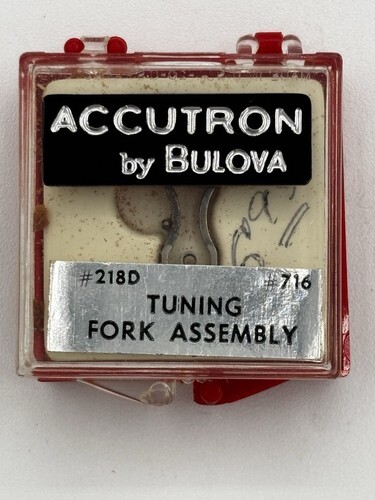 ACCUTRON
by BULOVA
#218D #716
TUNING
FORK ASSEMBLY